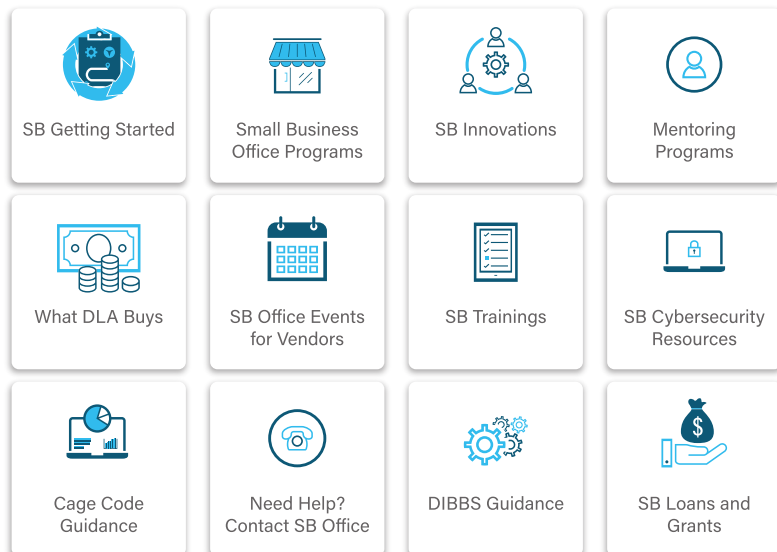 SB Getting Started
Small Business
Office Programs
SB Innovations
Mentoring
Programs
What DLA Buys
SB Office Events
for Vendors
SB Trainings
SB Cybersecurity
Resources
Cage Code
Guidance
Need Help?
Contact SB Office
DIBBS Guidance
$
SB Loans and
Grants